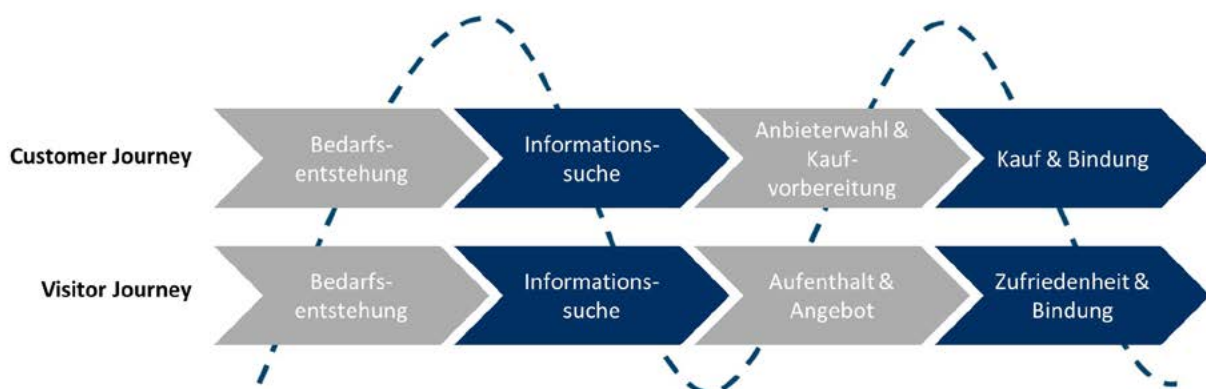 Customer Journey
Bedarfs-
entstehung
Informations-
suche
Anbieterwahl &
Kauf-
vorbereitung
Kauf & Bindung
Visitor Journey
Bedarfs-
entstehung
Informations-
suche
Aufenthalt &
Angebot
Zufriedenheit &
Bindung